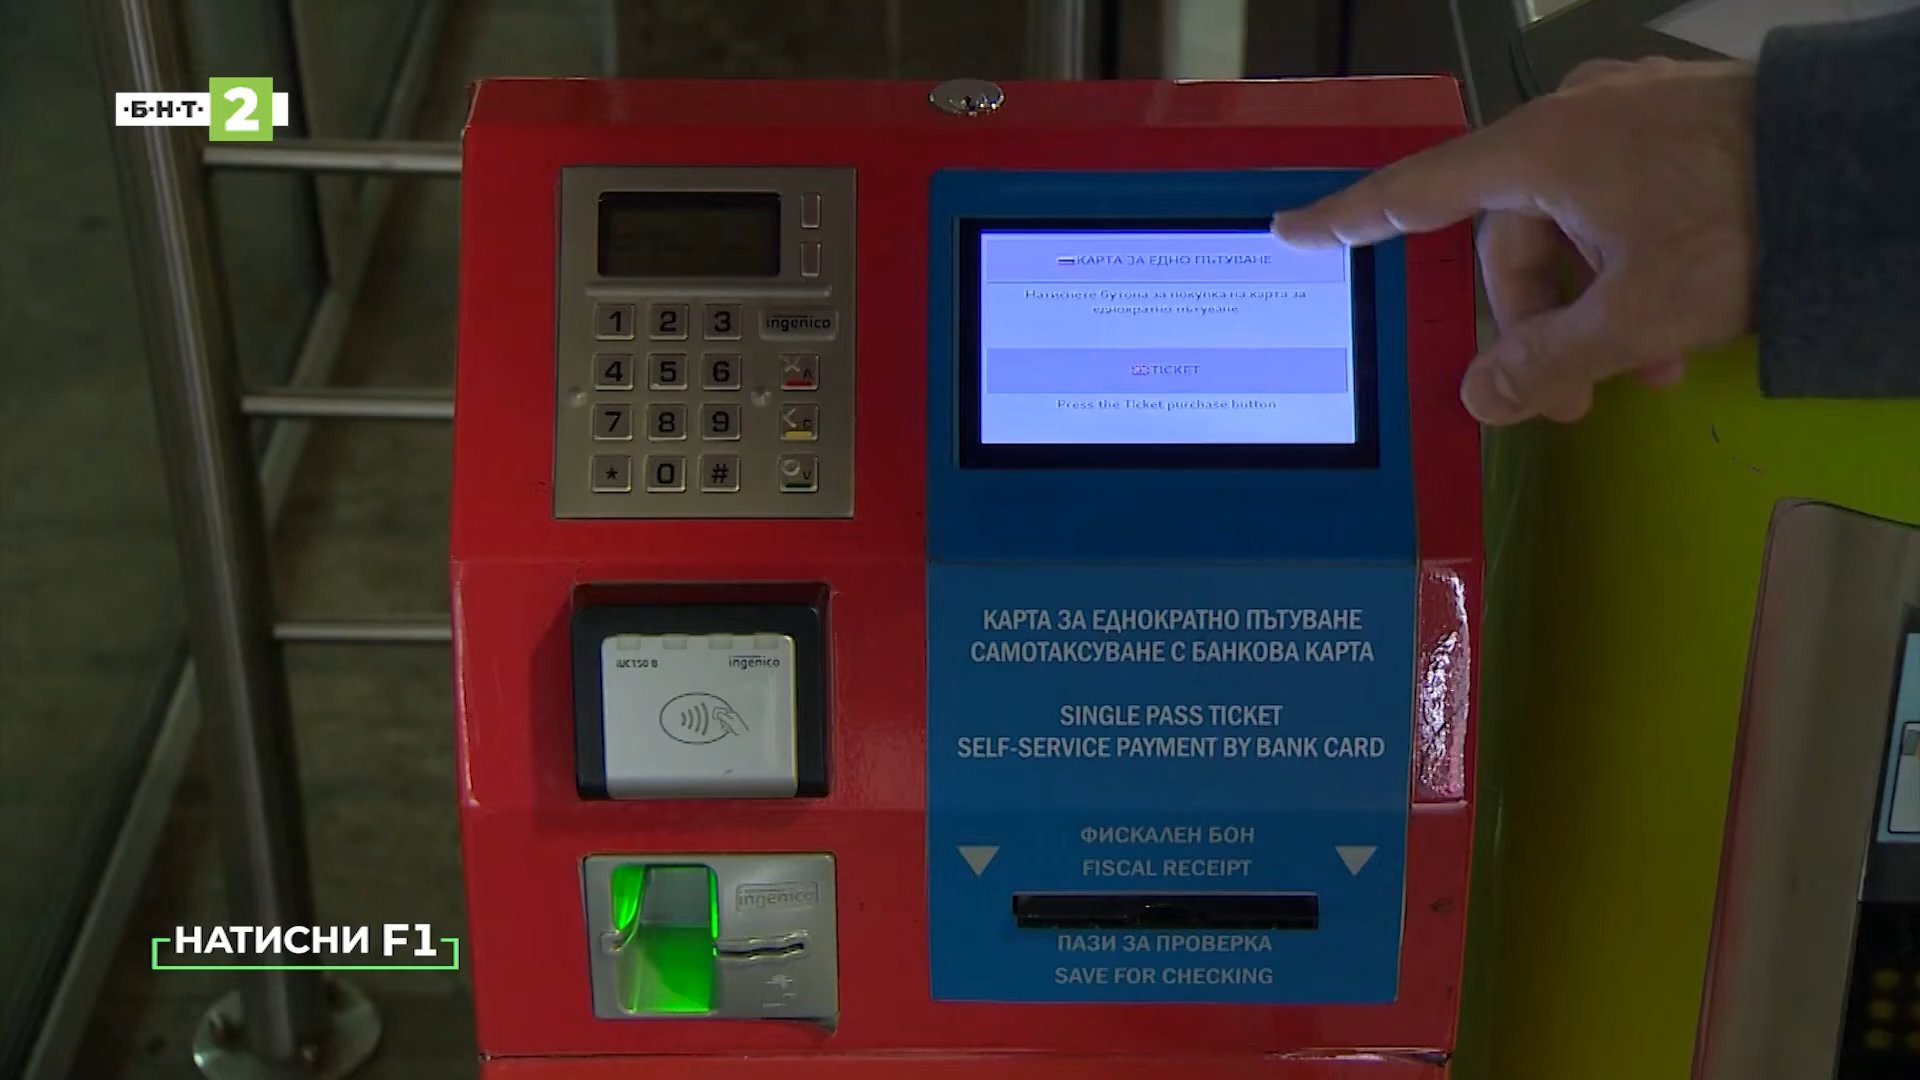 ·Б·Н·Т· 2
1 2 3 ingenico
4 5 6 A
7 8 9 C
* 0 # V
КАРТА ЗА ЕДНО ПЪТУВАНЕ
Натиснете бутона за покупка на карта за
еднократно пътуване
TICKET
Press the Ticket purchase button
iUC150B ingenico
ingenico
КАРТА ЗА ЕДНОКРАТНО ПЪТУВАНЕ
САМОТАКСУВАНЕ С БАНКОВА КАРТА
SINGLE PASS TICKET
SELF-SERVICE PAYMENT BY BANK CARD
ФИСКАЛЕН БОН
FISCAL RECEIPT
ПАЗИ ЗА ПРОВЕРКА
SAVE FOR CHECKING
НАТИСНИ F1